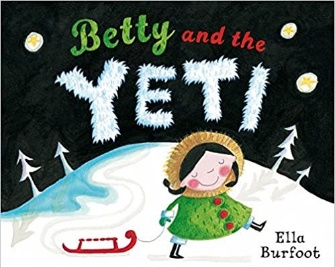 Betty and the
YETI
Ella
Burfoot